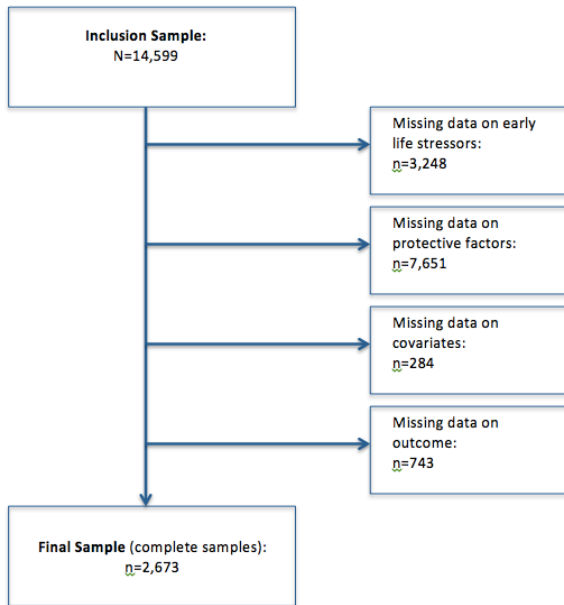 Inclusion Sample:
N=14,599
Missing data on early
life stressors:
n=3,248
Missing data on
protective factors:
n=7,651
Missing data on
covariates:
n=284
Missing data on
outcome:
n=743
Final Sample (complete samples):
n=2,673